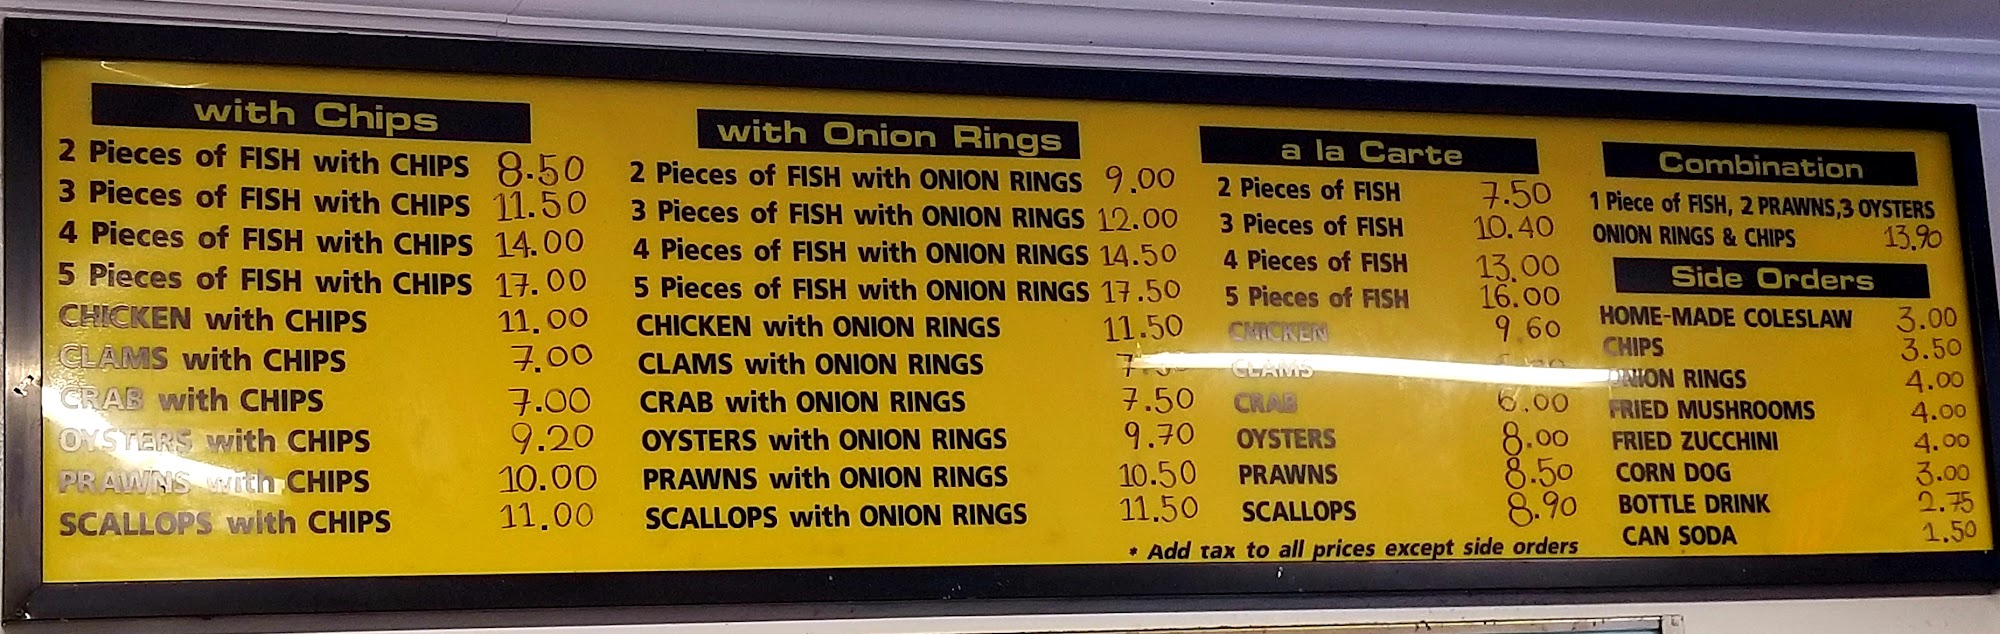 with Chips
2 Pieces of FISH with CHIPS 8.50
3 Pieces of FISH with CHIPS 11.50
4 Pieces of FISH with CHIPS 14.00
5 Pieces of FISH with CHIPS 17.00
CHICKEN with CHIPS 11.00
CLAMS with CHIPS 7.00
CRAB with CHIPS 7.00
OYSTERS with CHIPS 9.20
PRAWNS with CHIPS 10.00
SCALLOPS with CHIPS 11.00
with Onion Rings
2 Pieces of FISH with ONION RINGS 9.00
3 Pieces of FISH with ONION RINGS 12.00
4 Pieces of FISH with ONION RINGS 14.50
5 Pieces of FISH with ONION RINGS 17.50
CHICKEN with ONION RINGS 11.50
CLAMS with ONION RINGS
CRAB with ONION RINGS 7.50
OYSTERS with ONION RINGS 9.70
PRAWNS with ONION RINGS 10.50
SCALLOPS with ONION RINGS 11.50
a la Carte
2 Pieces of FISH 7.50
3 Pieces of FISH 10.40
4 Pieces of FISH 13.00
5 Pieces of FISH 16.00
CHICKEN 9.60
CLAMS
CRAB 6.00
OYSTERS 8.00
PRAWNS 8.50
SCALLOPS 8.90
* Add tax to all prices except side orders
Combination
1 Piece of FISH, 2 PRAWNS,3 OYSTERS
ONION RINGS & CHIPS 13.90
Side Orders
HOME-MADE COLESLAW 3.00
CHIPS 3.50
ONION RINGS 4.00
FRIED MUSHROOMS 4.00
FRIED ZUCCHINI 4.00
CORN DOG 3.00
BOTTLE DRINK 2.75
CAN SODA 1.50